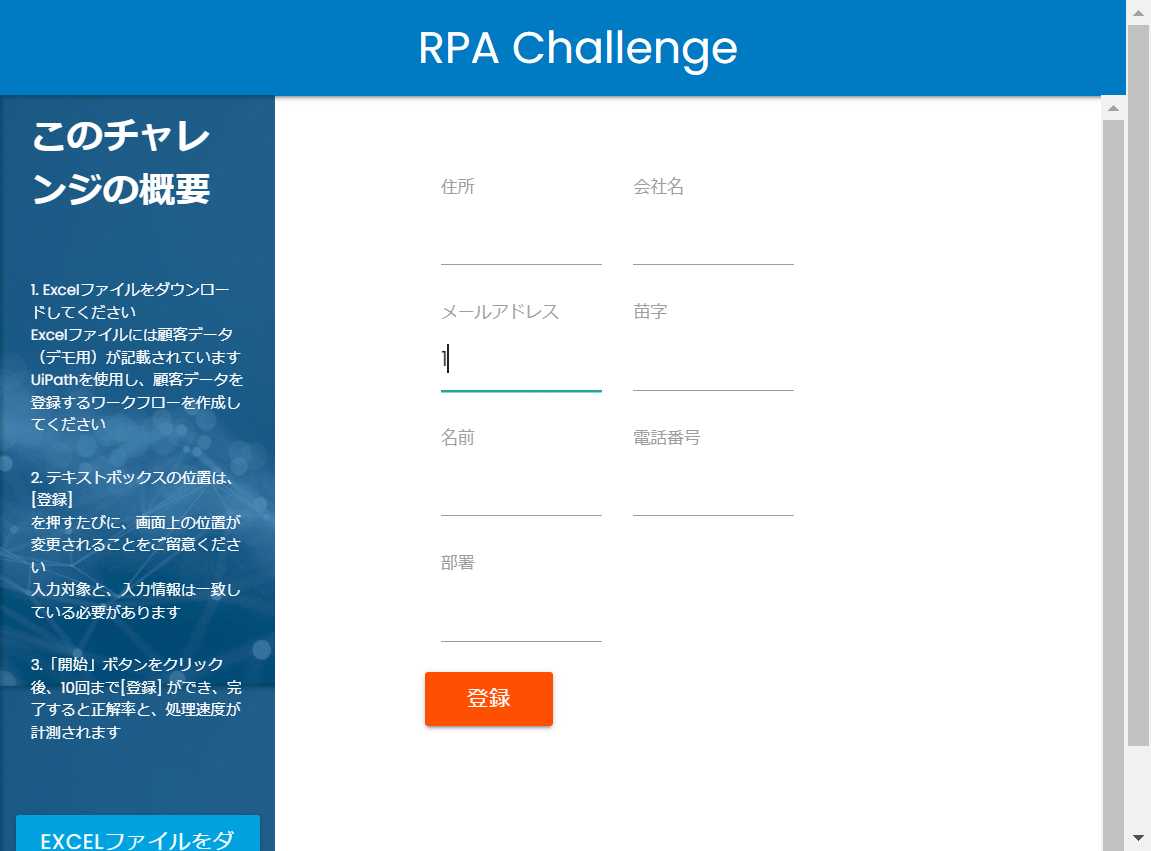 RPA Challenge
このチャレ
ンジの概要
1. Excelファイルをダウンロー
ドしてください
Excelファイルには顧客データ
（デモ用）が記載されています
UiPathを使用し、顧客データを
登録するワークフローを作成し
てください
2. テキストボックスの位置は、
[登録]
を押すたびに、画面上の位置が
変更されることをご留意くださ
い
入力対象と、入力情報は一致し
ている必要があります
3.「開始」ボタンをクリック
後、10回まで[登録] ができ、完
了すると正解率と、処理速度が
計測されます
EXCELファイルをダ
住所 会社名
メールアドレス 苗字
1
名前 電話番号
部署
登録